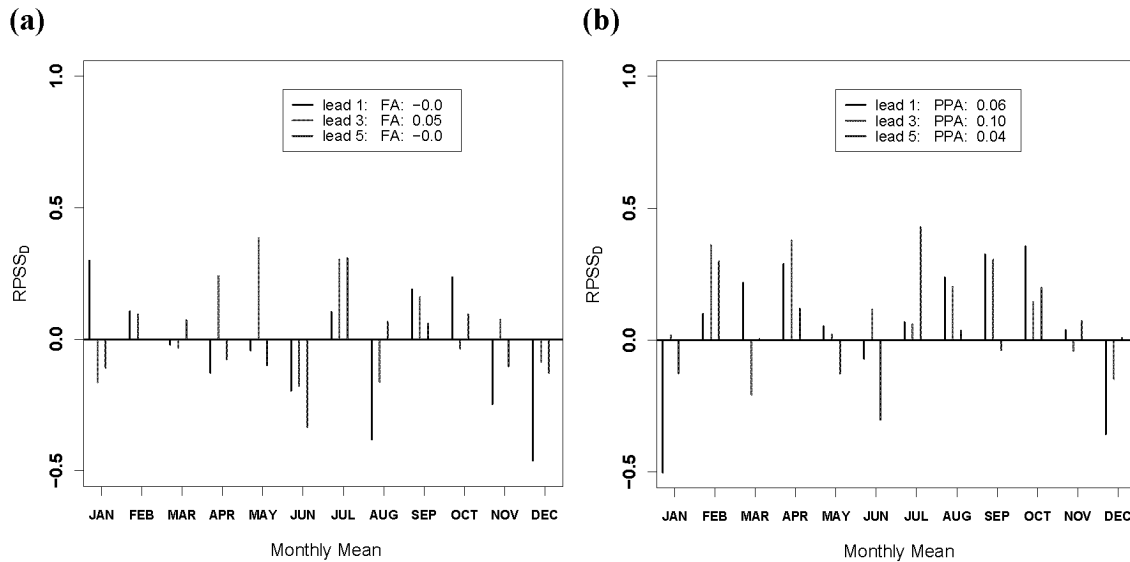 (a)
1.0
0.5
0.0
−0.5
RPSS_D
lead 1: FA: −0.0
lead 3: FA: 0.05
lead 5: FA: −0.0
JAN FEB MAR APR MAY JUN JUL AUG SEP OCT NOV DEC
Monthly Mean
(b)
1.0
0.5
0.0
−0.5
RPSS_D
lead 1: PPA: 0.06
lead 3: PPA: 0.10
lead 5: PPA: 0.04
JAN FEB MAR APR MAY JUN JUL AUG SEP OCT NOV DEC
Monthly Mean